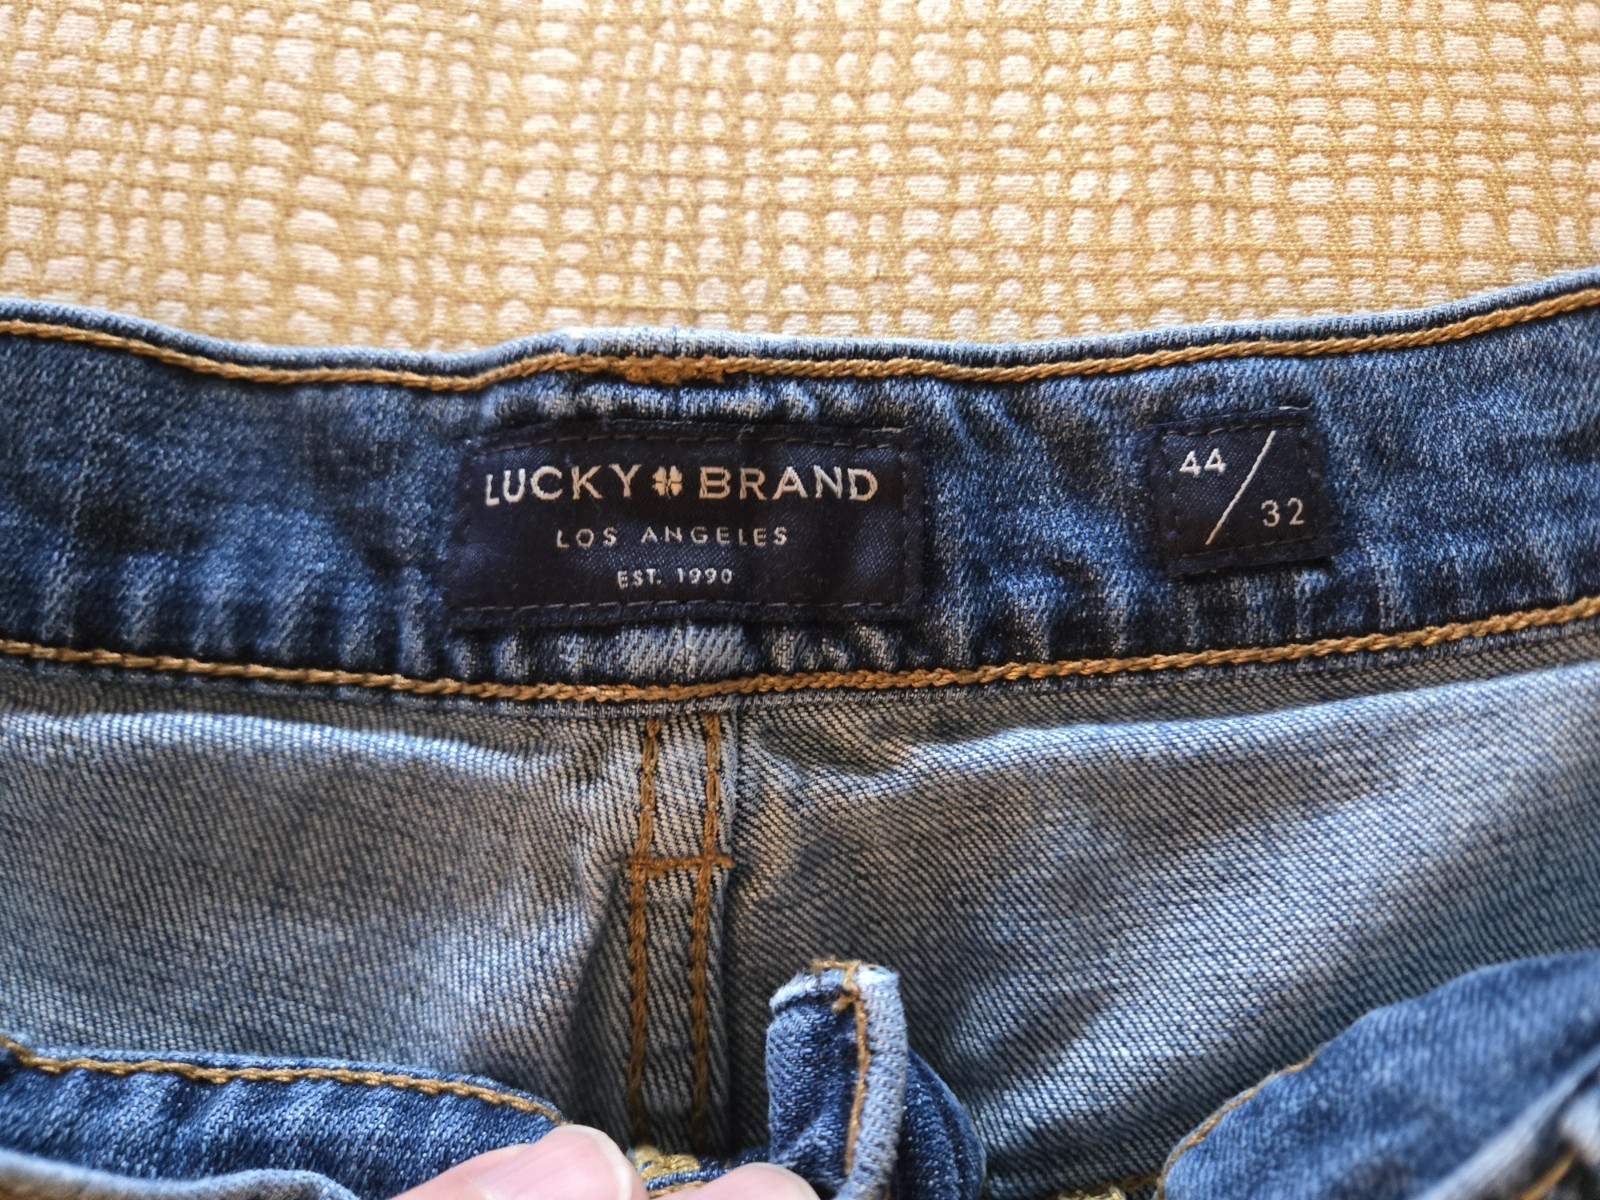 LUCKY BRAND
LOS ANGELES
EST. 1990
44/32